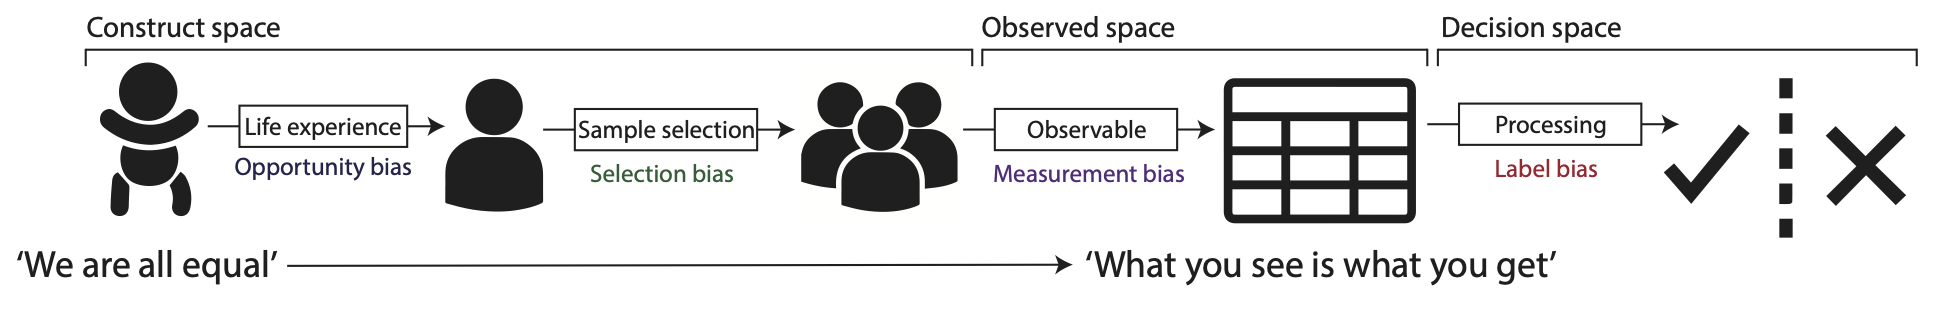 Construct space
Observed space
Decision space
Life experience
Opportunity bias
Sample selection
Selection bias
Observable
Measurement bias
Processing
Label bias
‘We are all equal’
‘What you see is what you get’